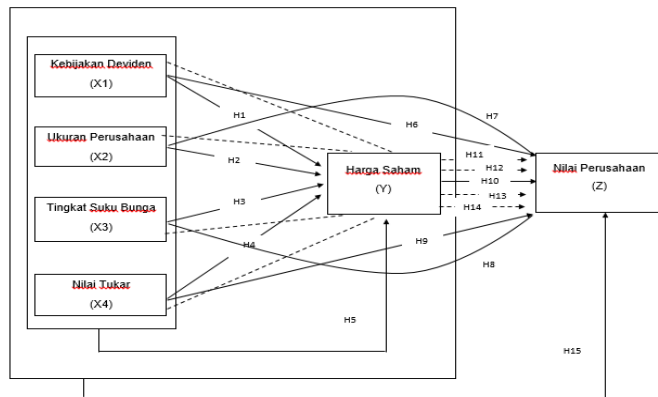 Kebijakan Deviden
(X1)
Ukuran Perusahaan
(X2)
Tingkat Suku Bunga
(X3)
Nilai Tukar
(X4)
H1
H2
H3
H4
H5
Harga Saham
(Y)
H6
H7
H11
H12
H10
H13
H14
H9
H8
Nilai Perusahaan
(Z)
H15